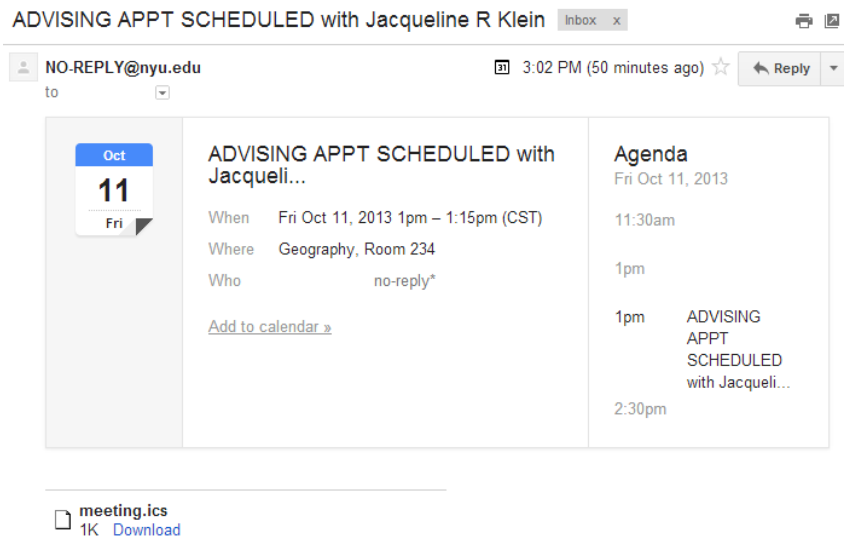 ADVISING APPT SCHEDULED with Jacqueline R Klein Inbox x
NO-REPLY@nyu.edu 31 3:02 PM (50 minutes ago) Reply
to
Oct
11
Fri
ADVISING APPT SCHEDULED with
Jacqueli...
When Fri Oct 11, 2013 1pm – 1:15pm (CST)
Where Geography, Room 234
Who no-reply*
Add to calendar »
Agenda
Fri Oct 11, 2013
11:30am
1pm
1pm ADVISING
APPT
SCHEDULED
with Jacqueli...
2:30pm
meeting.ics
1K Download